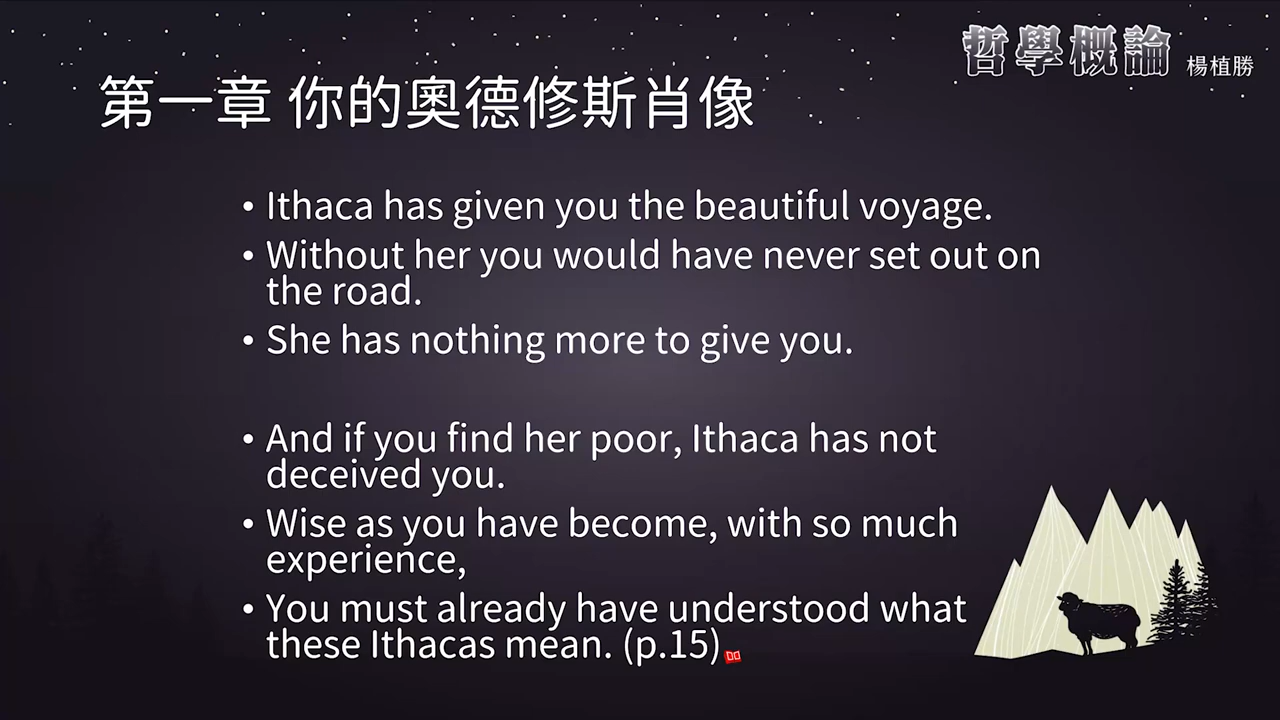 哲學概論 楊植勝
第一章 你的奧德修斯肖像
• Ithaca has given you the beautiful voyage.
• Without her you would have never set out on
the road.
• She has nothing more to give you.
• And if you find her poor, Ithaca has not
deceived you.
• Wise as you have become, with so much
experience,
• You must already have understood what
these Ithacas mean. (p.15)